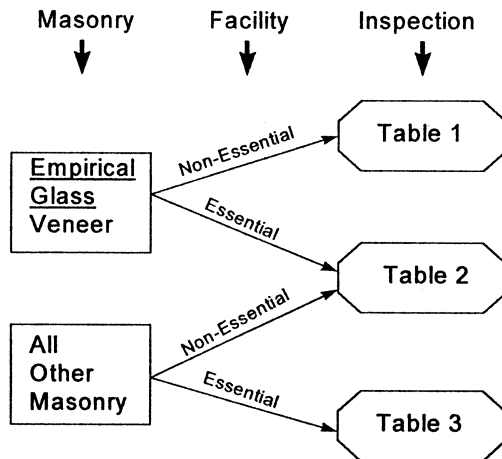 Masonry Facility Inspection
Table 1
Non-Essential
Empirical
Glass
Veneer
Essential
Table 2
Non-Essential
All
Other
Masonry
Essential
Table 3